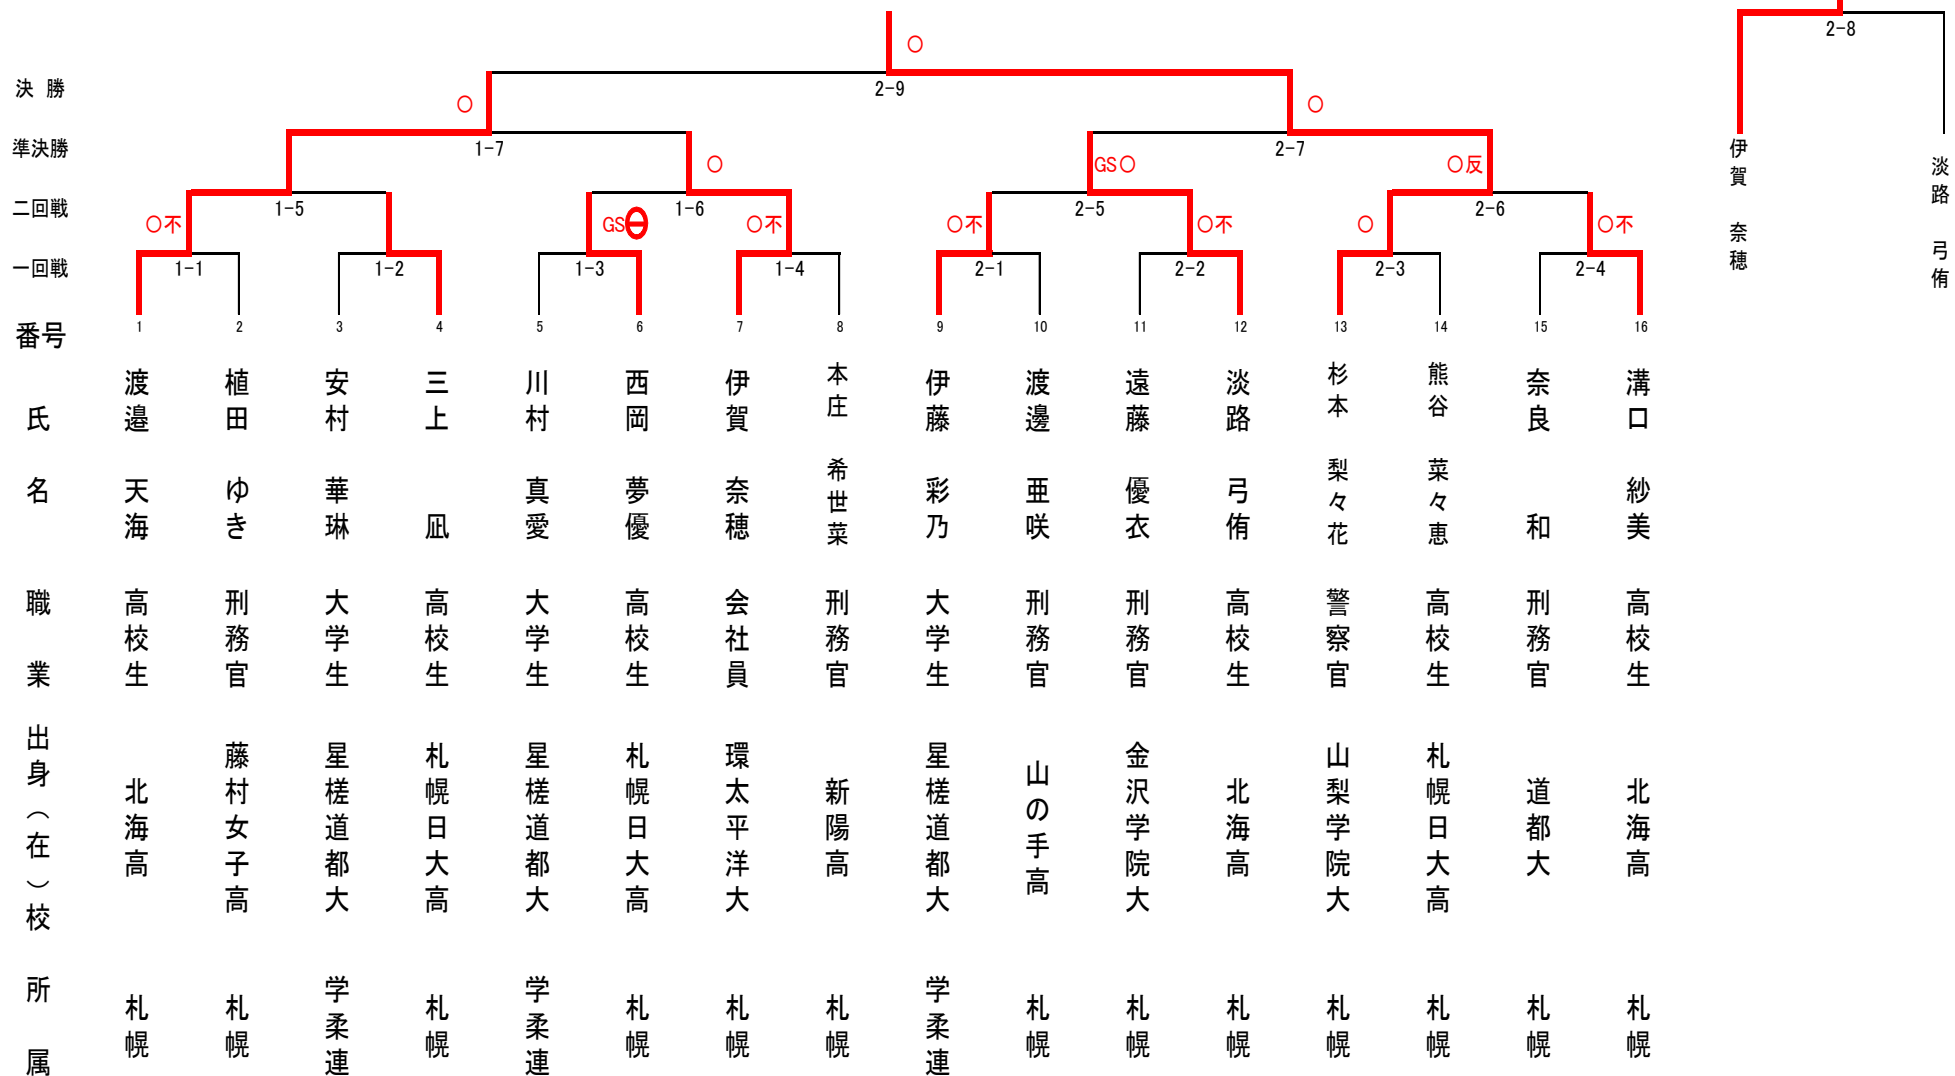 2-8
伊賀 奈穂
淡路 弓侑
○
決 勝
2-9
○ ○
準決勝
1-7 2-7
○ GS○ ○反
二回戦
1-5 1-6 2-5 2-6
○不 GS⊖ ○不 ○不 ○不 ○ ○不
一回戦
1-1 1-2 1-3 1-4 2-1 2-2 2-3 2-4
番号 1 2 3 4 5 6 7 8 9 10 11 12 13 14 15 16
氏名
渡邉 天海
植田 ゆき
安村 華琳
三上 凪
川村 真愛
西岡 夢優
伊賀 奈穂
本庄 希世菜
伊藤 彩乃
渡邊 亜咲
遠藤 優衣
淡路 弓侑
杉本 梨々花
熊谷 菜々恵
奈良 和
溝口 紗美
職業
高校生
刑務官
大学生
高校生
大学生
高校生
会社員
刑務官
大学生
刑務官
刑務官
高校生
警察官
高校生
刑務官
高校生
出身(在)校
北海高
藤村女子高
星槎道都大
札幌日大高
星槎道都大
札幌日大高
環太平洋大
新陽高
星槎道都大
山の手高
金沢学院大
北海高
山梨学院大
札幌日大高
道都大
北海高
所属
札幌
札幌
学柔連
札幌
学柔連
札幌
札幌
札幌
学柔連
札幌
札幌
札幌
札幌
札幌
札幌
札幌